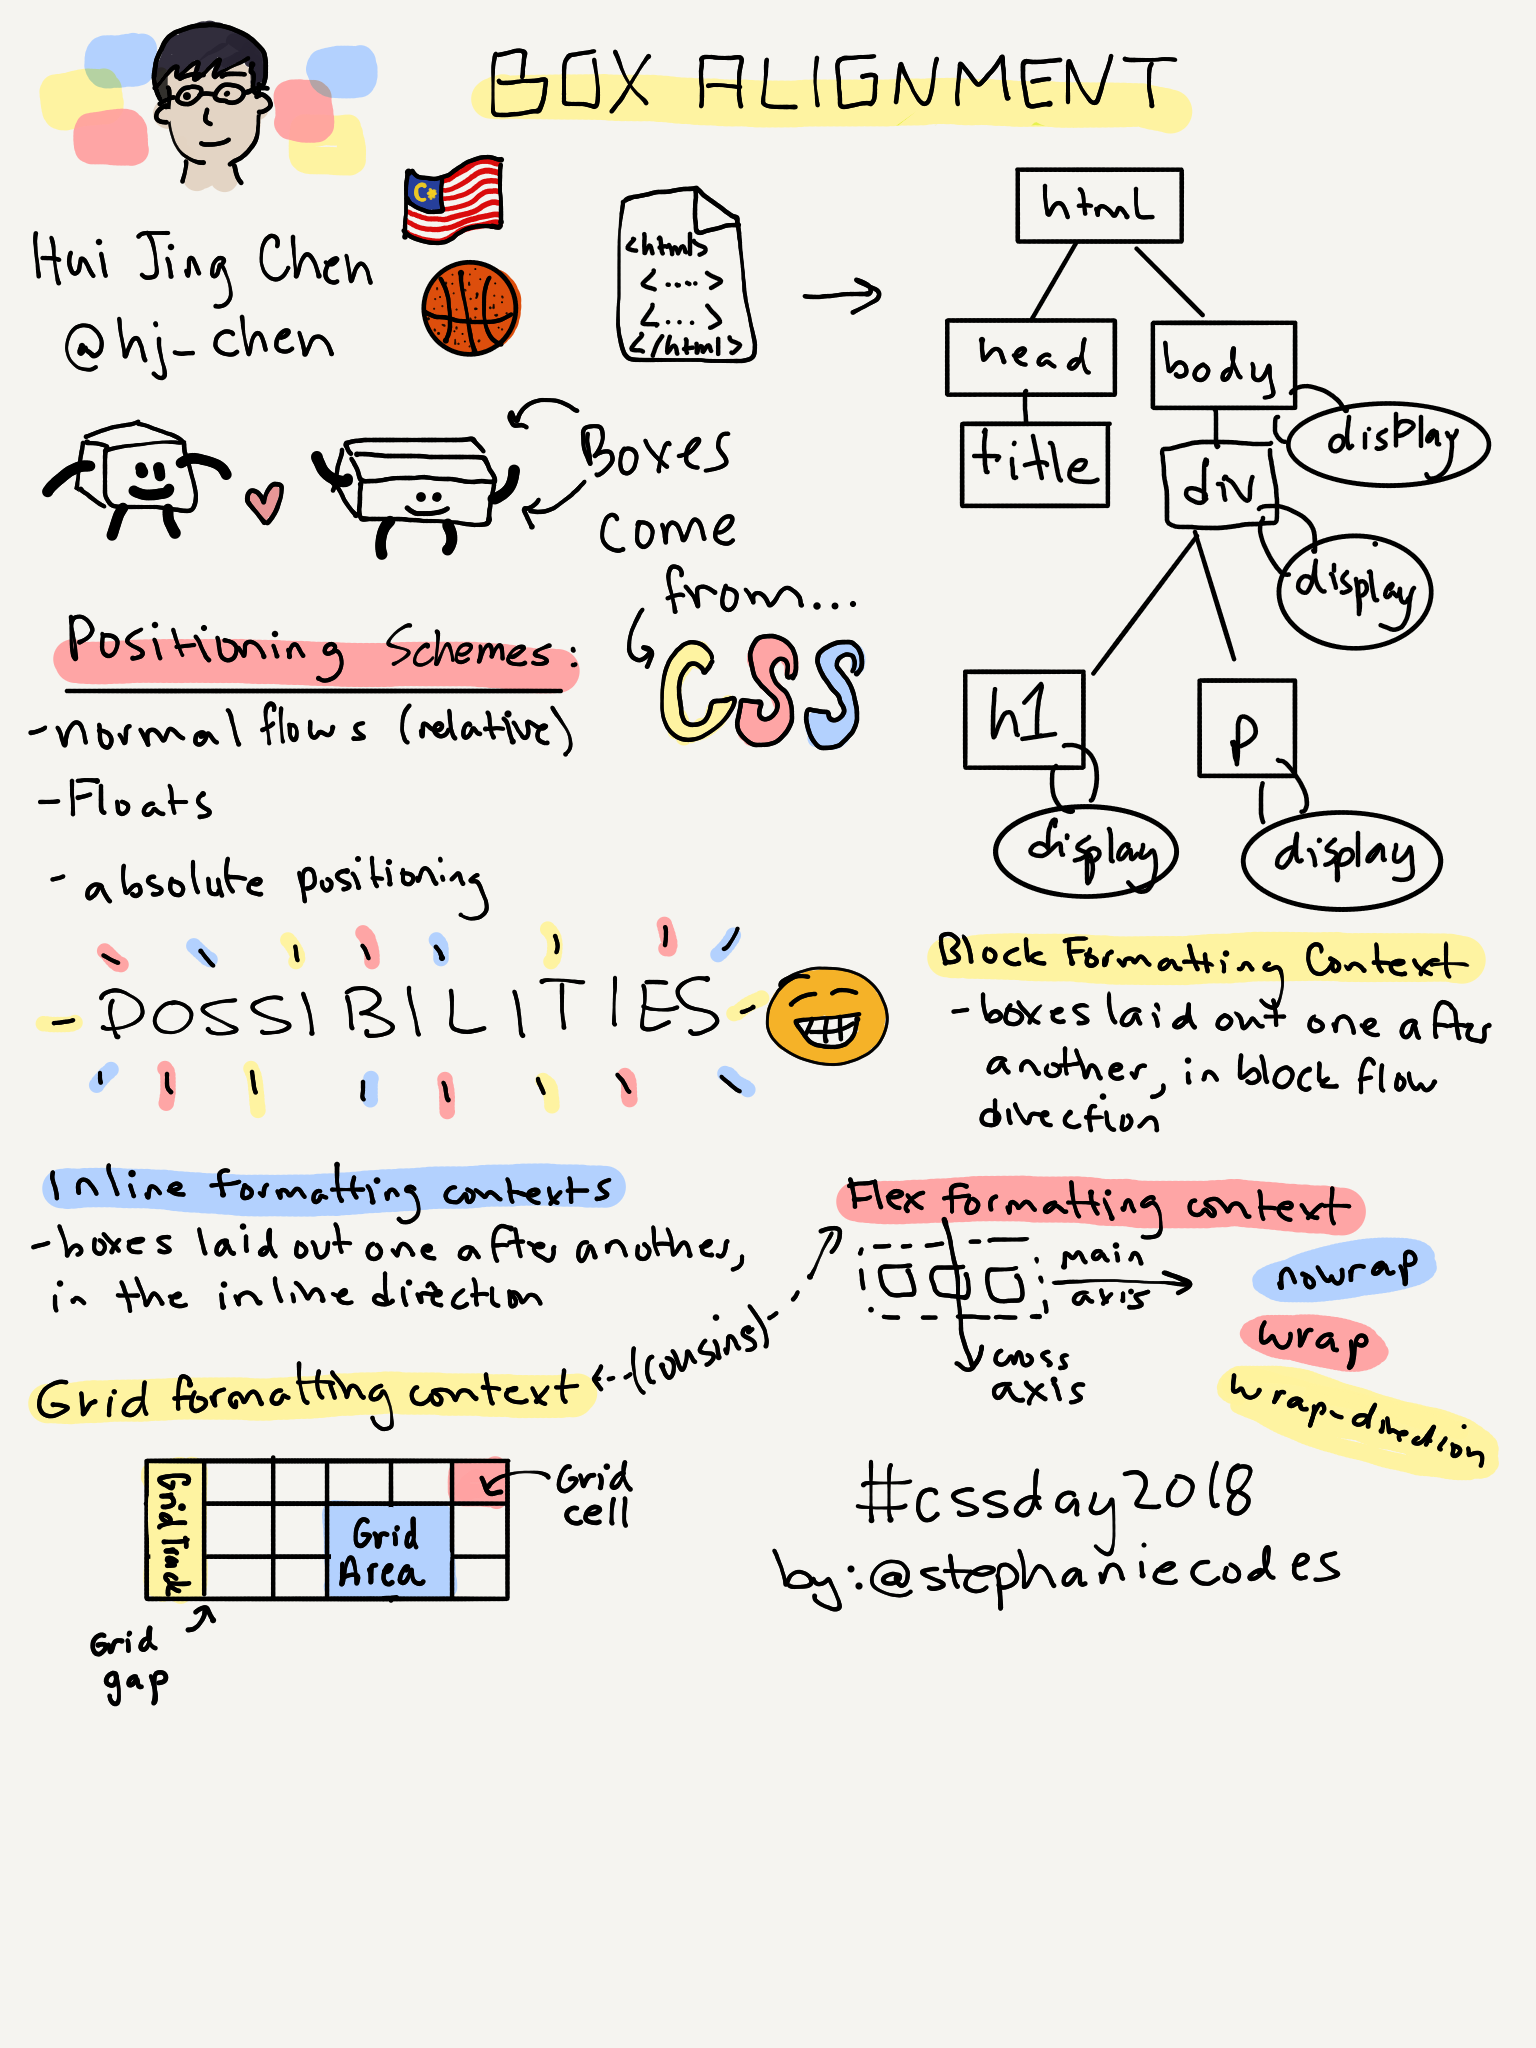 BOX ALIGNMENT
Hui Jing Chen
@hj_chen
<html>
<.....>
<...>
</html>
html
head
body
title
div
display
display
h1
p
display
display
Boxes
come
from...
CSS
Positioning Schemes:
-normal flows (relative)
-Floats
- absolute positioning
-POSSIBILITIES-
Block Formatting Context
- boxes laid out one after
another, in block flow
direction
Inline formatting contexts
- boxes laid out one after another,
in the inline direction
Flex formatting context
main
axis
cross
axis
nowrap
wrap
wrap-direction
(cousins)
Grid formatting context
Grid Track
Grid
Area
Grid
cell
Grid
gap
#cssday2018
by:@stephaniecodes